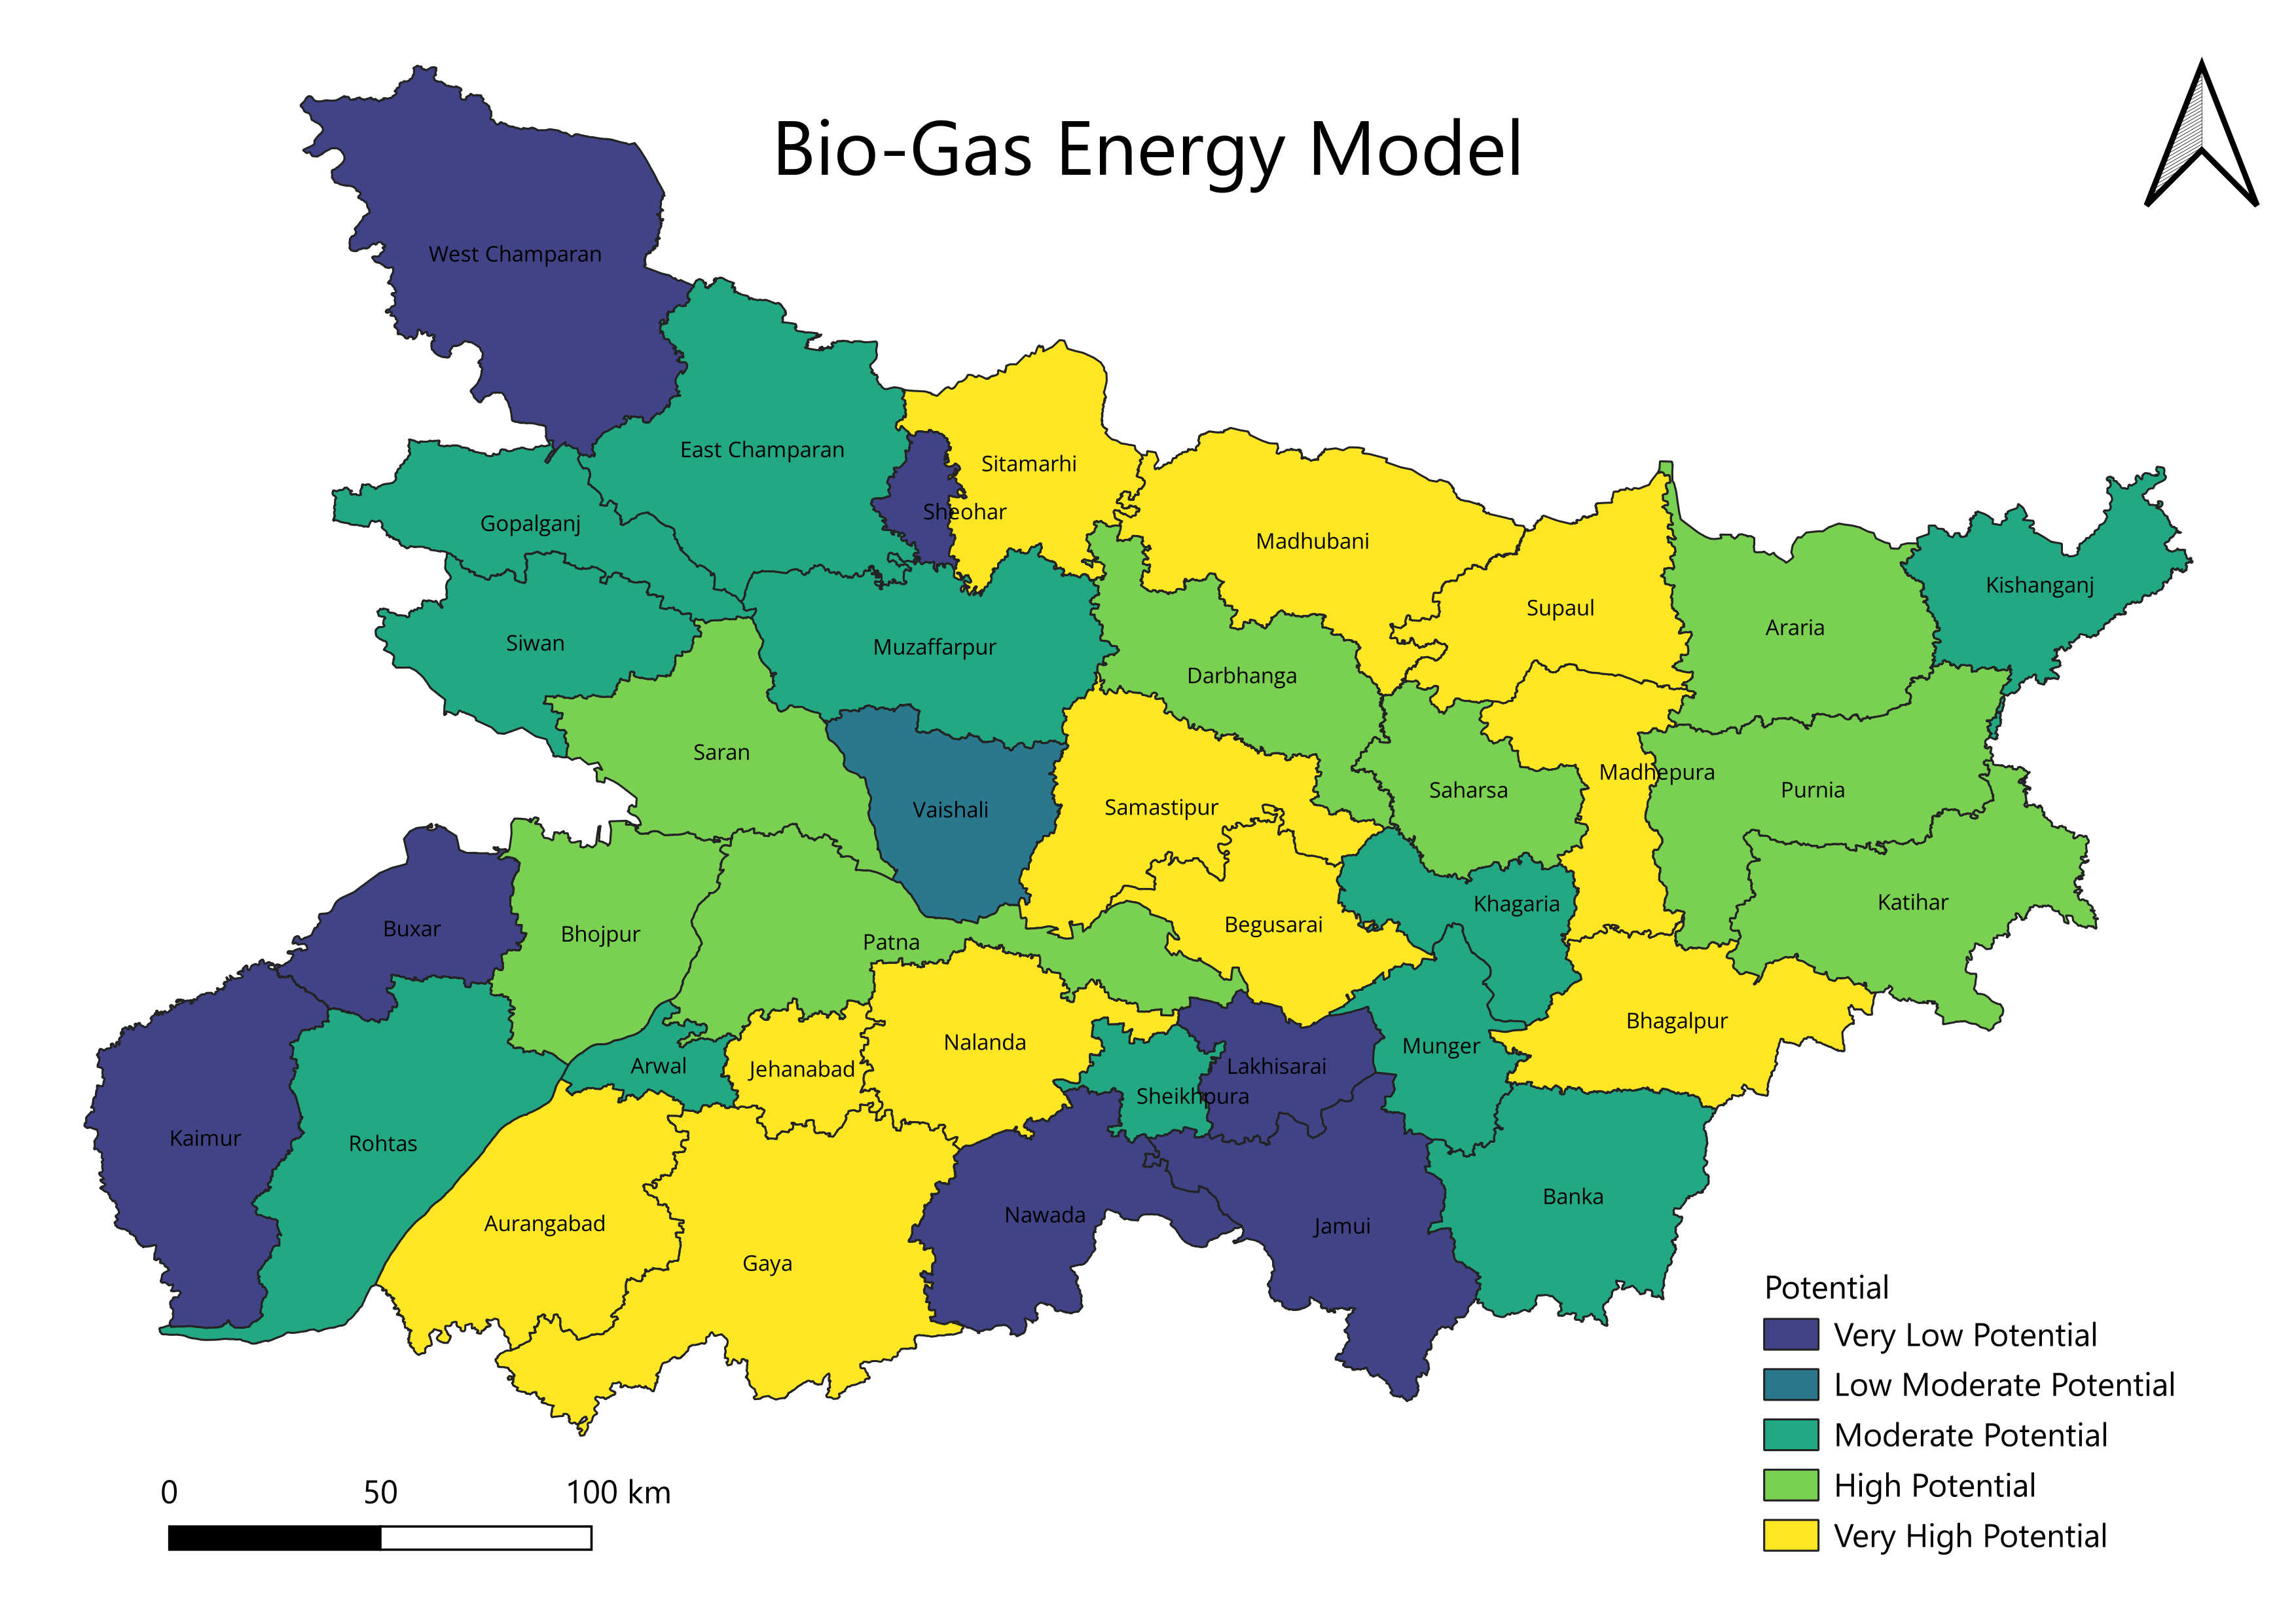 Bio-Gas Energy Model
West Champaran
East Champaran
Sitamarhi
Sheohar
Gopalganj
Madhubani
Kishanganj
Supaul
Araria
Siwan
Muzaffarpur
Darbhanga
Saran
Madhepura
Saharsa
Purnia
Vaishali
Samastipur
Katihar
Khagaria
Begusarai
Buxar
Bhojpur
Patna
Bhagalpur
Nalanda
Munger
Arwal
Jehanabad
Lakhisarai
Sheikhpura
Kaimur
Rohtas
Banka
Nawada
Aurangabad
Jamui
Gaya
Potential
Very Low Potential
Low Moderate Potential
Moderate Potential
High Potential
Very High Potential
0 50 100 km